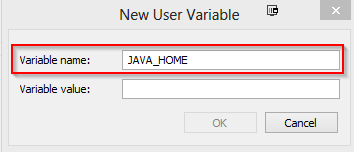 New User Variable
Variable name: JAVA_HOME
Variable value:
OK Cancel